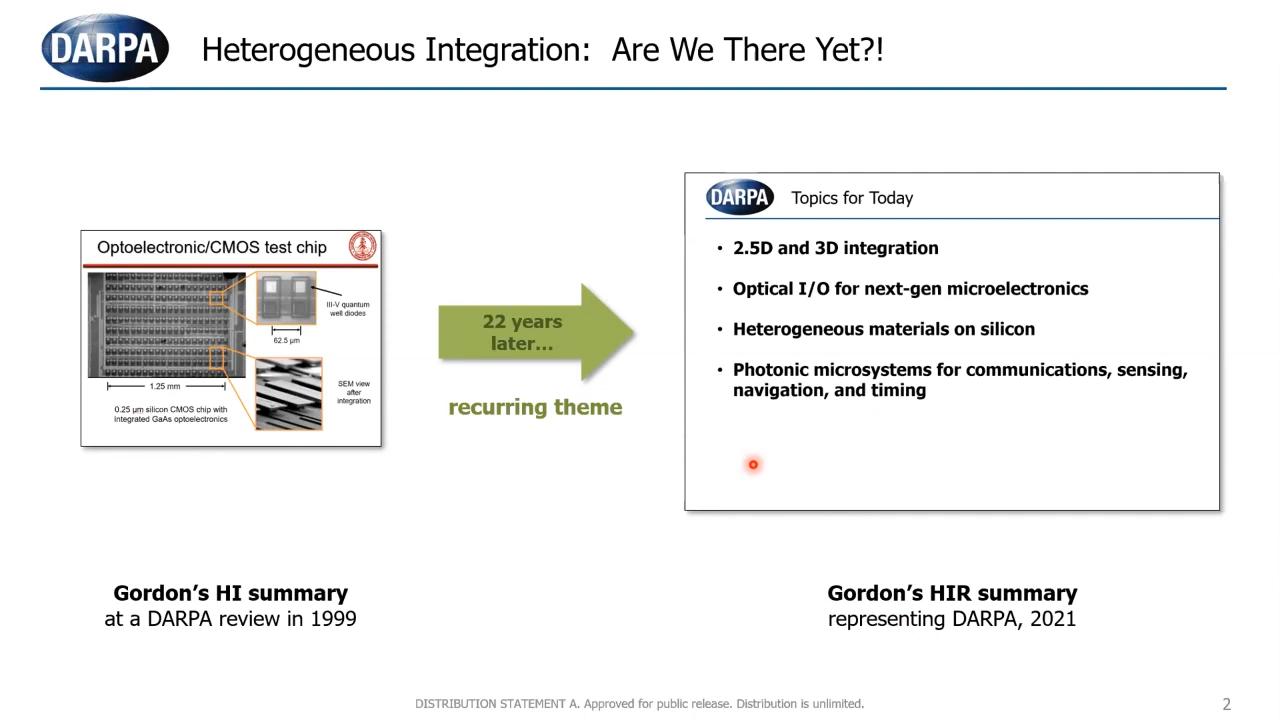 DARPA
Heterogeneous Integration:  Are We There Yet?!
Optoelectronic/CMOS test chip
III-V quantum
well diodes
62.5 µm
1.25 mm
SEM view
after
integration
0.25 µm silicon CMOS chip with
integrated GaAs optoelectronics
22 years
later…
recurring theme
DARPA
Topics for Today
• 2.5D and 3D integration
• Optical I/O for next-gen microelectronics
• Heterogeneous materials on silicon
• Photonic microsystems for communications, sensing,
navigation, and timing
Gordon's HI summary
at a DARPA review in 1999
Gordon's HIR summary
representing DARPA, 2021
DISTRIBUTION STATEMENT A. Approved for public release. Distribution is unlimited.
2